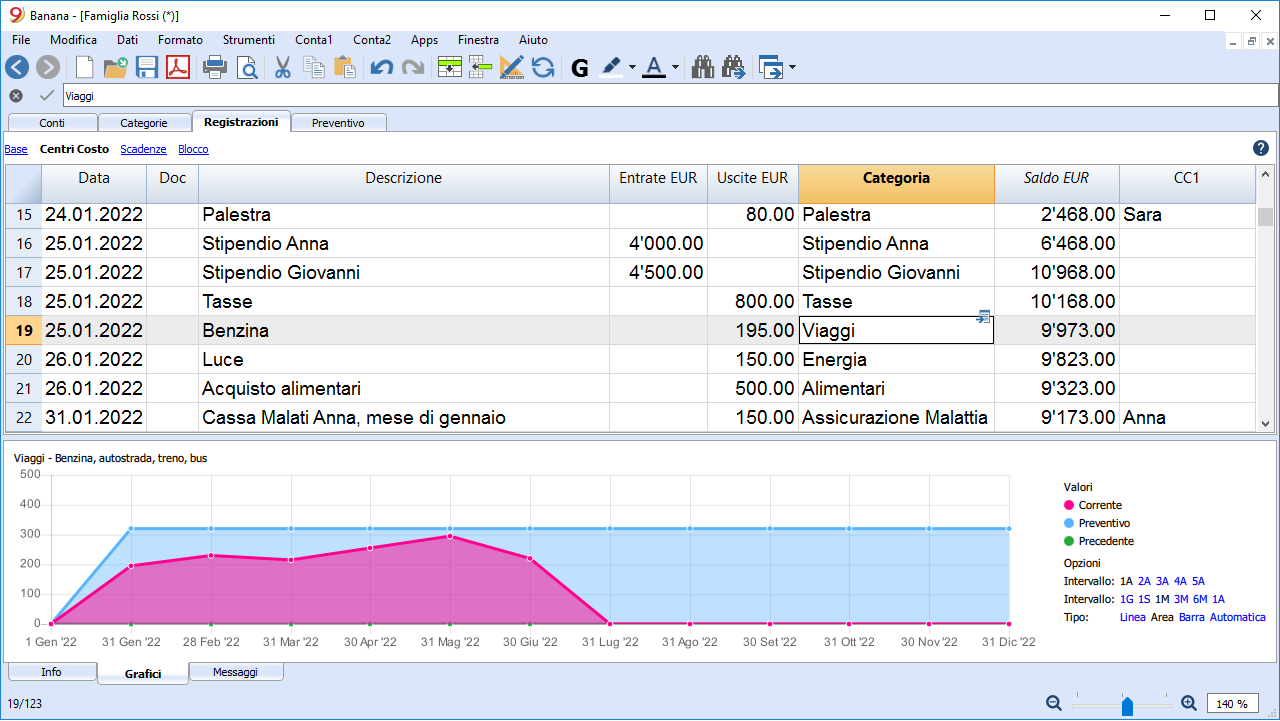 Banana - [Famiglia Rossi (*)]
File Modifica Dati Formato Strumenti Conta1 Conta2 Apps Finestra Aiuto
G A
Viaggi
Conti Categorie Registrazioni Preventivo
Base Centri Costo Scadenze Blocco ?
Data Doc Descrizione Entrate EUR Uscite EUR Categoria Saldo EUR CC1
15 24.01.2022 Palestra 80.00 Palestra 2'468.00 Sara
16 25.01.2022 Stipendio Anna 4'000.00 Stipendio Anna 6'468.00
17 25.01.2022 Stipendio Giovanni 4'500.00 Stipendio Giovanni 10'968.00
18 25.01.2022 Tasse 800.00 Tasse 10'168.00
19 25.01.2022 Benzina 195.00 Viaggi 9'973.00
20 26.01.2022 Luce 150.00 Energia 9'823.00
21 26.01.2022 Acquisto alimentari 500.00 Alimentari 9'323.00
22 31.01.2022 Cassa Malati Anna, mese di gennaio 150.00 Assicurazione Malattia 9'173.00 Anna
Viaggi - Benzina, autostrada, treno, bus
500
400
300
200
100
0
1 Gen '22 31 Gen '22 28 Feb '22 31 Mar '22 30 Apr '22 31 Mag '22 30 Giu '22 31 Lug '22 31 Ago '22 30 Set '22 31 Ott '22 30 Nov '22 31 Dic '22
Valori
Corrente
Preventivo
Precedente
Opzioni
Intervallo: 1A 2A 3A 4A 5A
Intervallo: 1G 1S 1M 3M 6M 1A
Tipo: Linea Area Barra Automatica
Info Grafici Messaggi
19/123 140 %